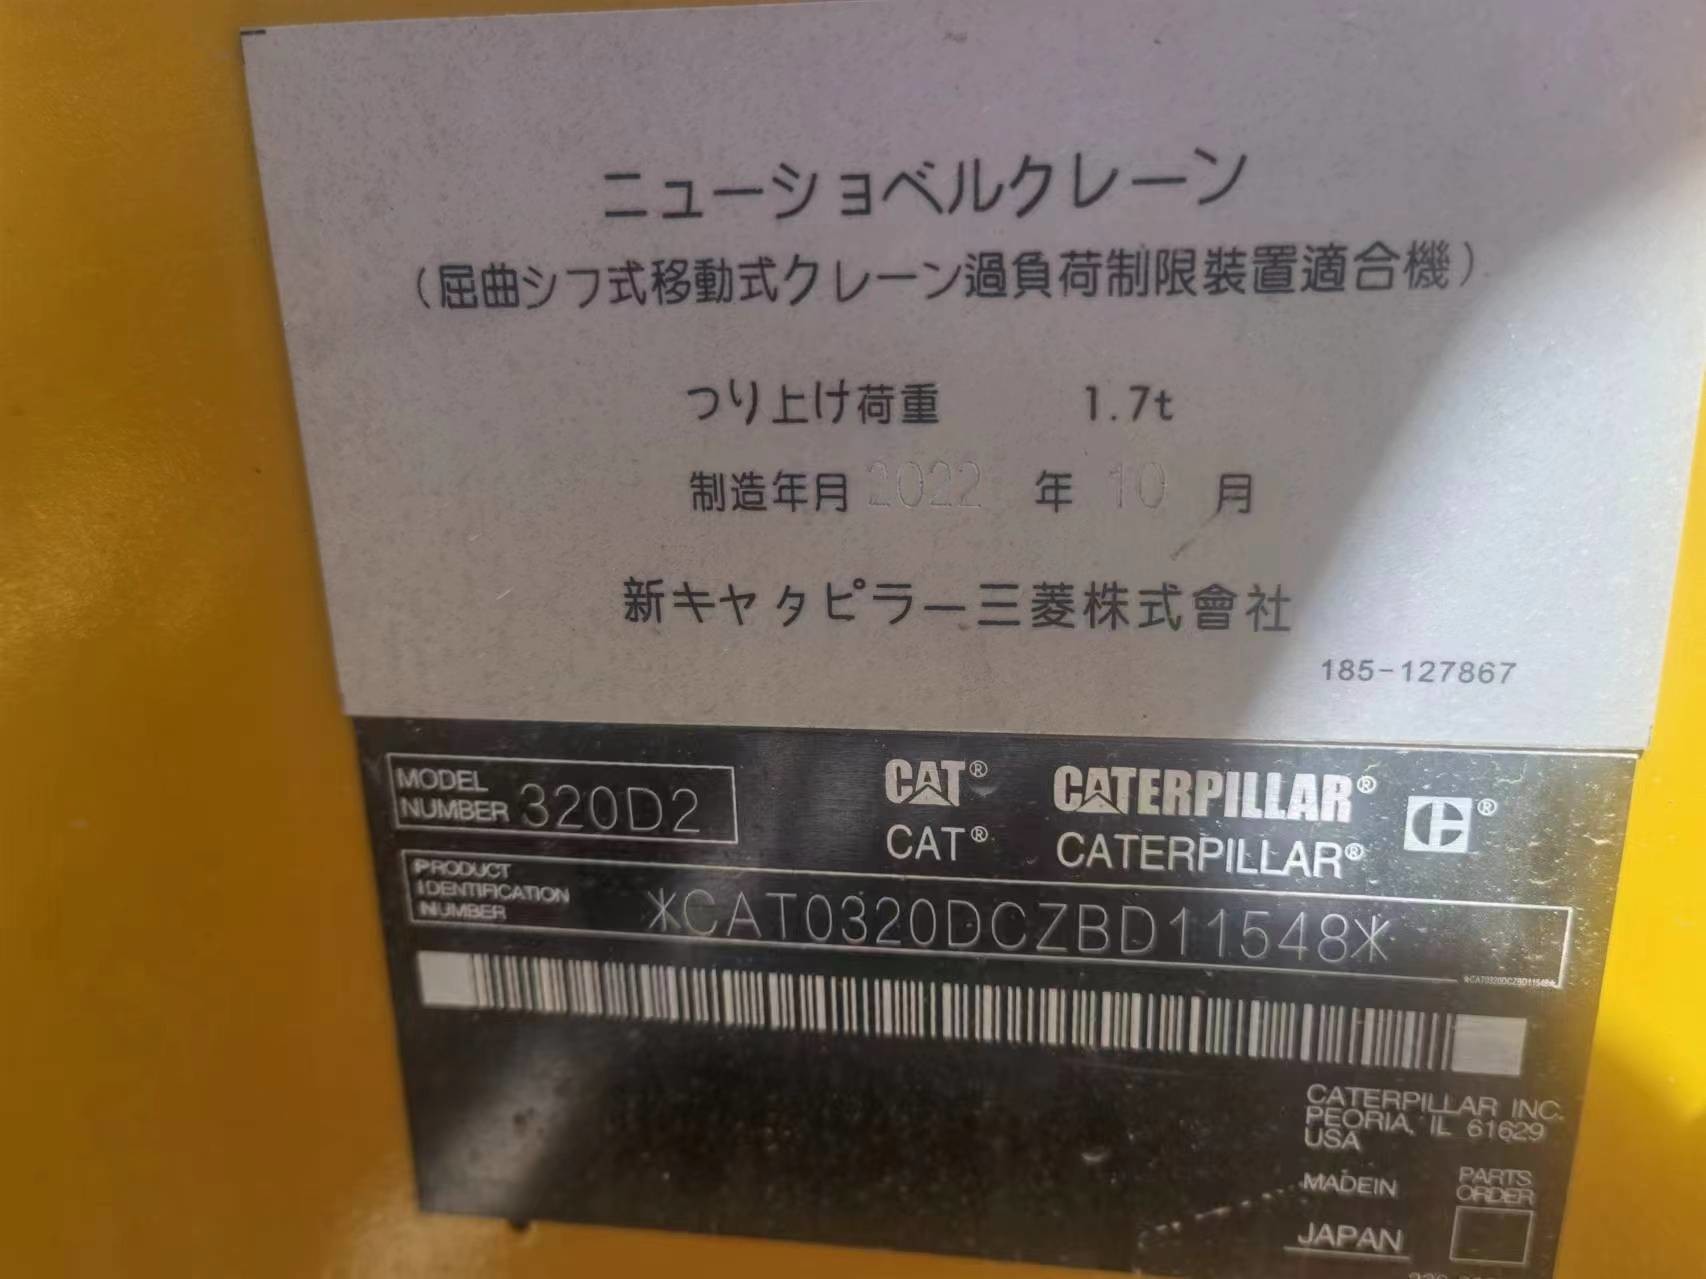 ニューショベルクレーン
(屈曲シフ式移動式クレーン過負荷制限装置適合機)
つり上げ荷重 1.7t
制造年月 2022 年 10 月
新キャタピラー三菱株式會社
185-127867
MODEL NUMBER 320D2
CAT® CATERPILLAR® ®
CAT® CATERPILLAR®
PRODUCT
IDENTIFICATION
NUMBER
*CAT0320DCZBD11548*
*CAT0320DCZBD11548*
CATERPILLAR INC.
PEORIA, IL 61629
USA
MADE IN
JAPAN
PARTS
ORDER